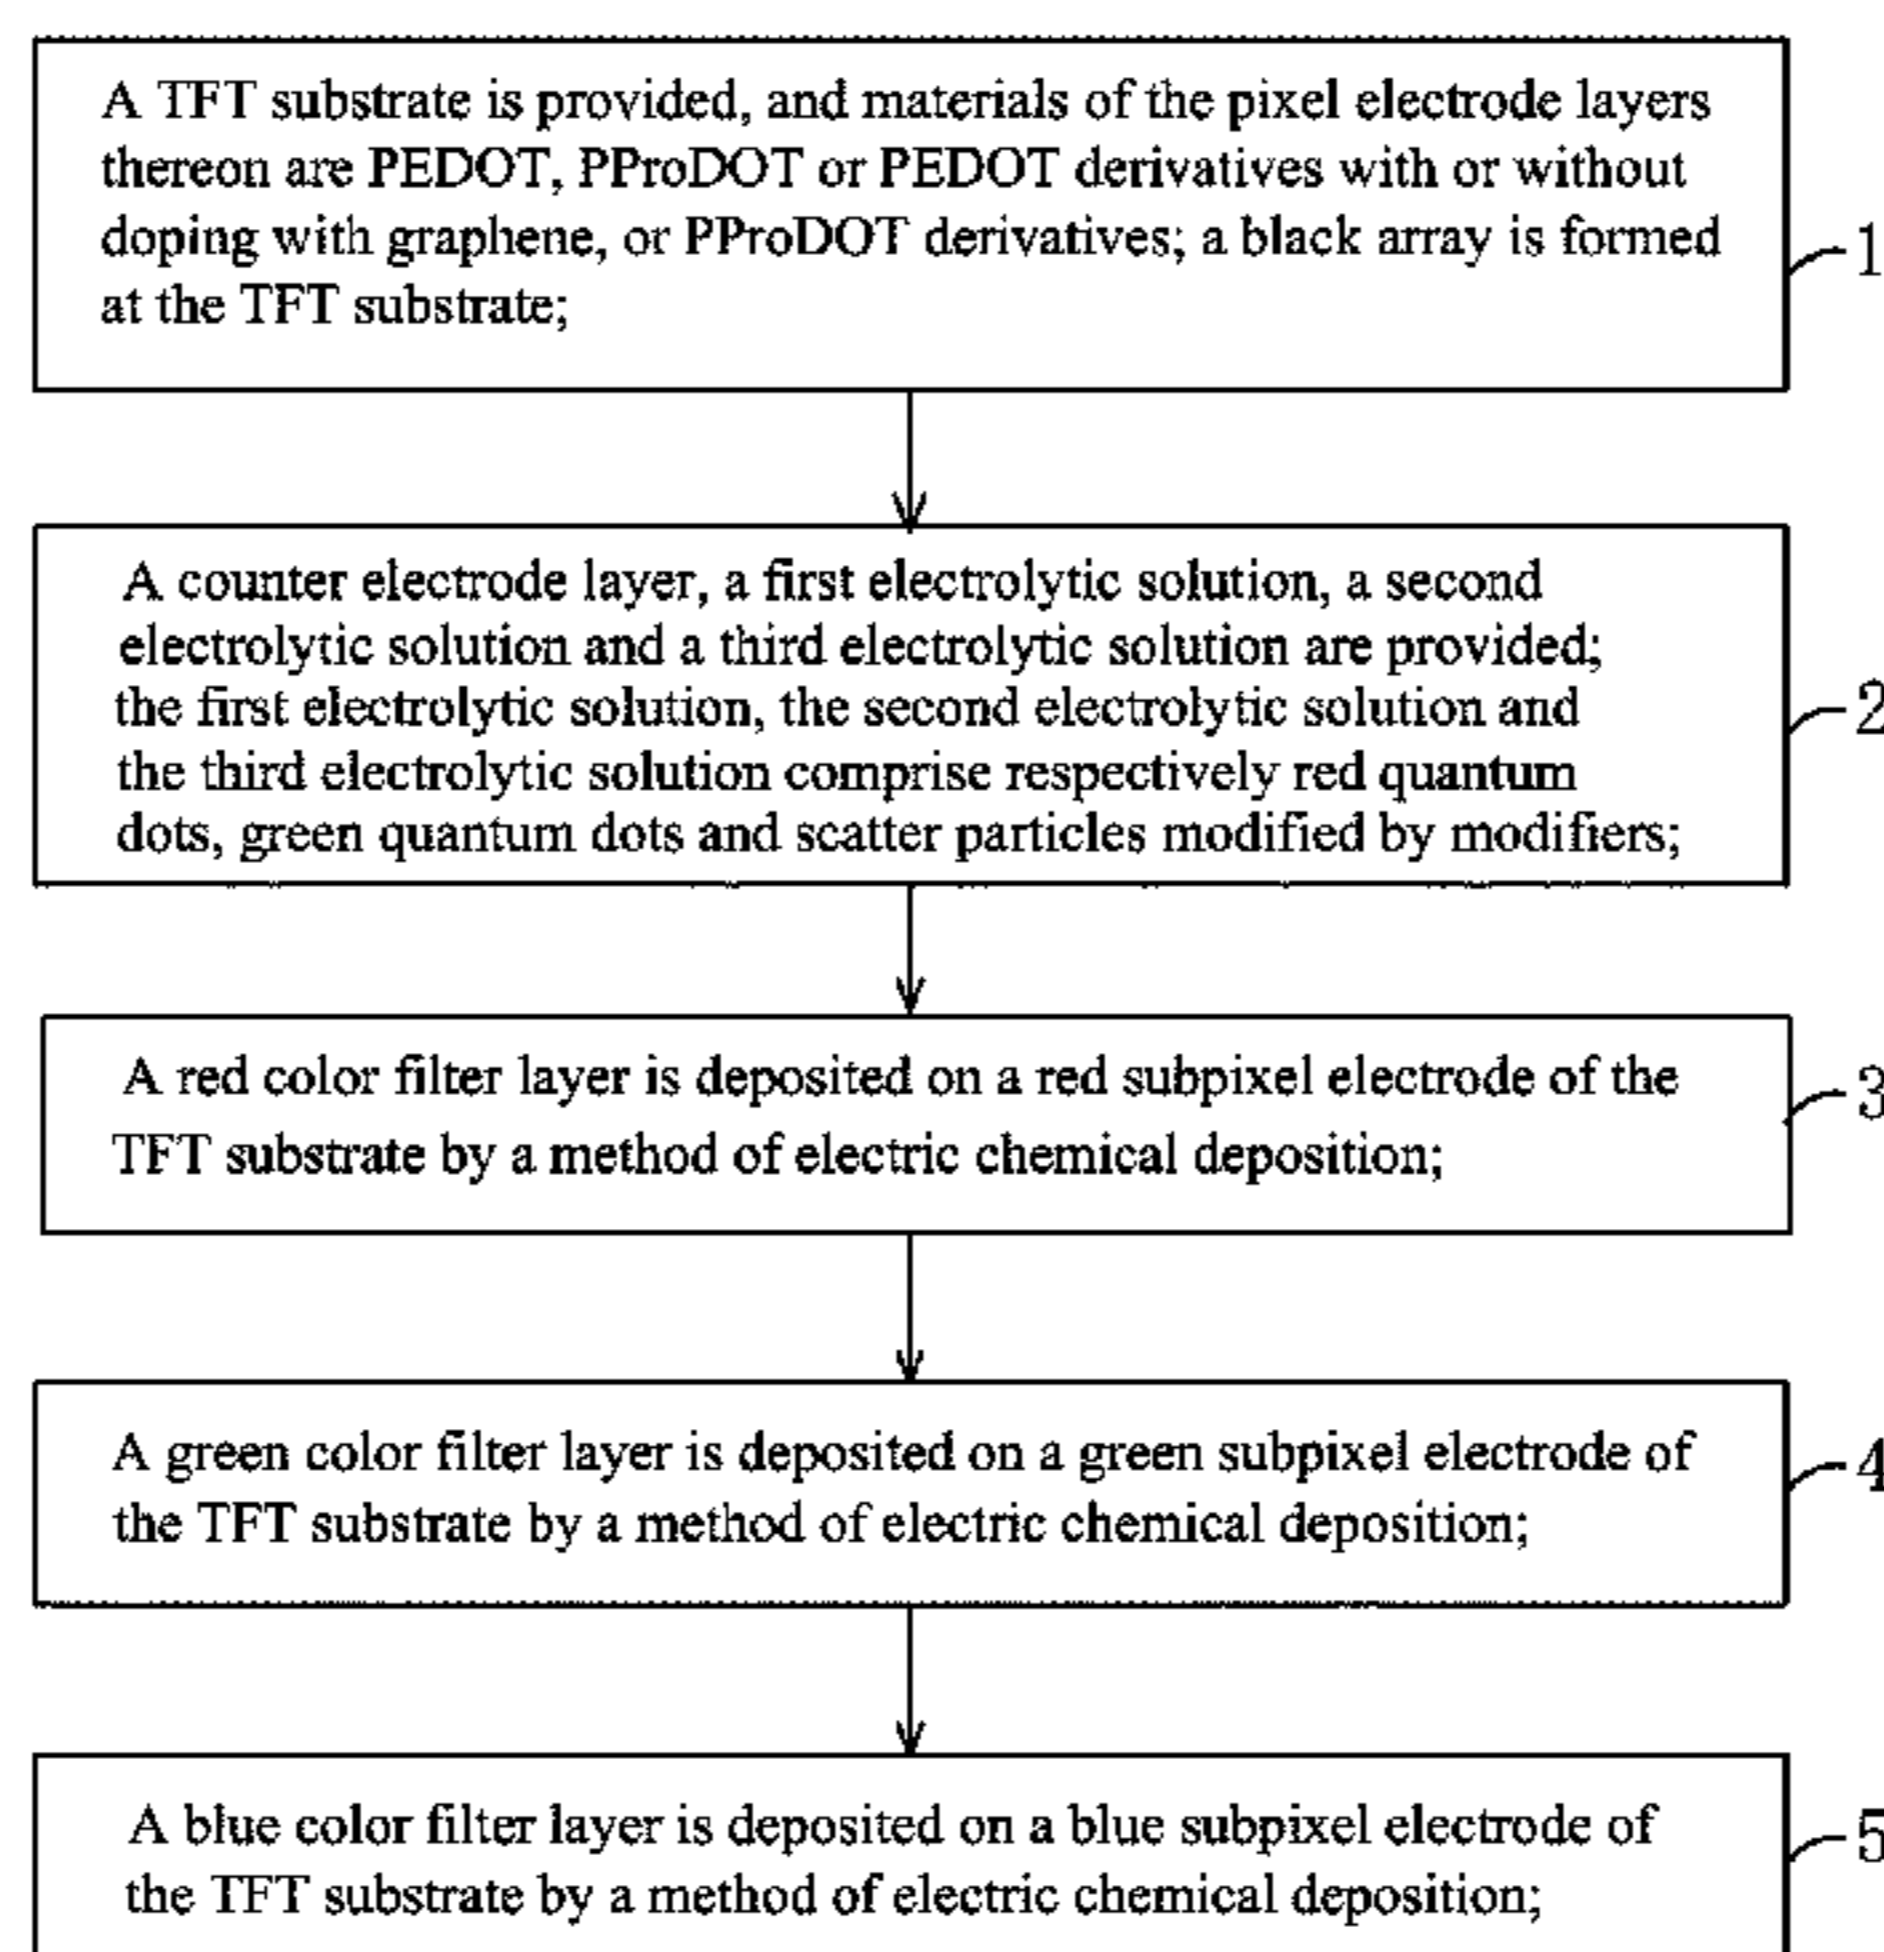 A TFT substrate is provided, and materials of the pixel electrode layers
thereon are PEDOT, PProDOT or PEDOT derivatives with or without
doping with graphene, or PProDOT derivatives; a black array is formed
at the TFT substrate;
1
A counter electrode layer, a first electrolytic solution, a second
electrolytic solution and a third electrolytic solution are provided;
the first electrolytic solution, the second electrolytic solution and
the third electrolytic solution comprise respectively red quantum
dots, green quantum dots and scatter particles modified by modifiers;
2
A red color filter layer is deposited on a red subpixel electrode of the
TFT substrate by a method of electric chemical deposition;
3
A green color filter layer is deposited on a green subpixel electrode of
the TFT substrate by a method of electric chemical deposition;
4
A blue color filter layer is deposited on a blue subpixel electrode of
the TFT substrate by a method of electric chemical deposition;
5